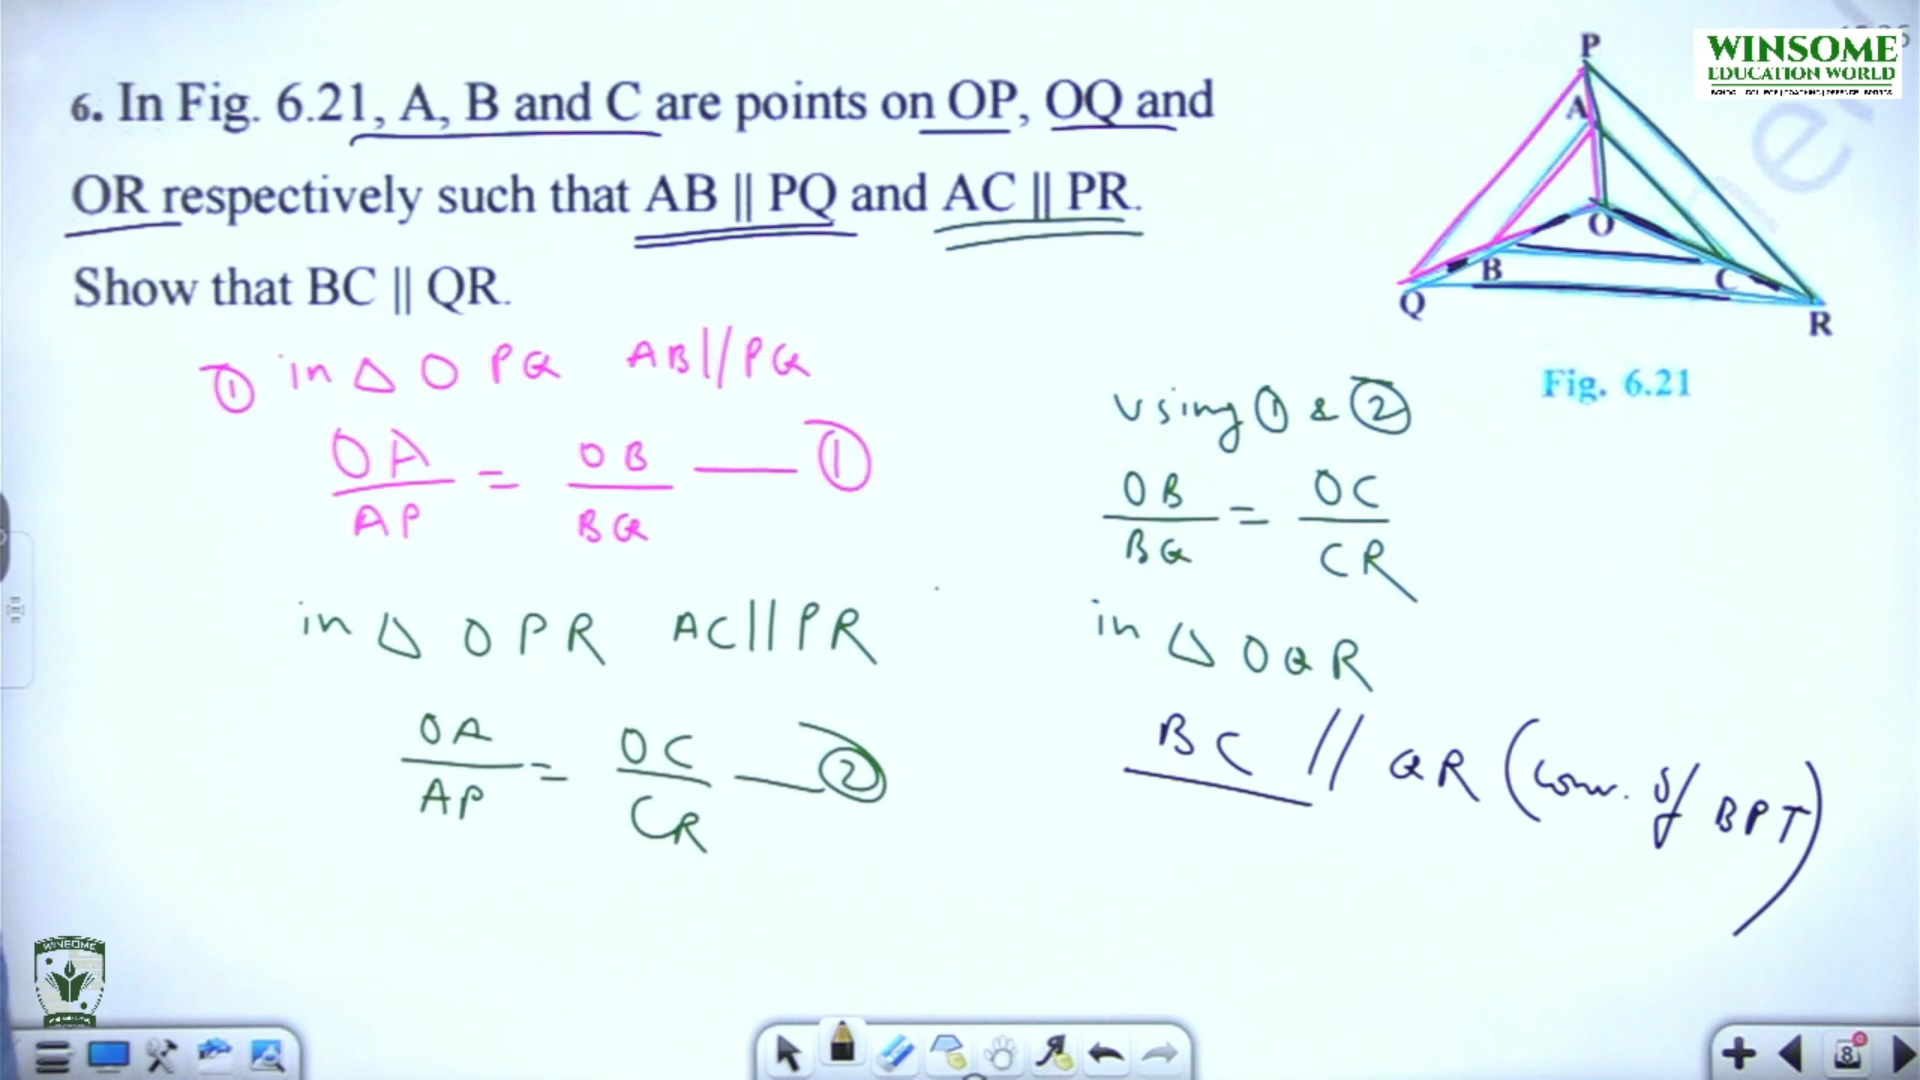 6. In Fig. 6.21, A, B and C are points on OP, OQ and
OR respectively such that AB || PQ and AC || PR.
Show that BC || QR.
P
A
O
B
C
Q
R
Fig. 6.21
WINSOME
EDUCATION WORLD
① in △ OPQ AB||PQ
OA/AP = OB/BQ — ①
in △ OPR AC||PR
OA/AP = OC/CR — ②
Using ① & ②
OB/BQ = OC/CR
in △ OQR
BC || QR (conv. of BPT)
WINSOME
8